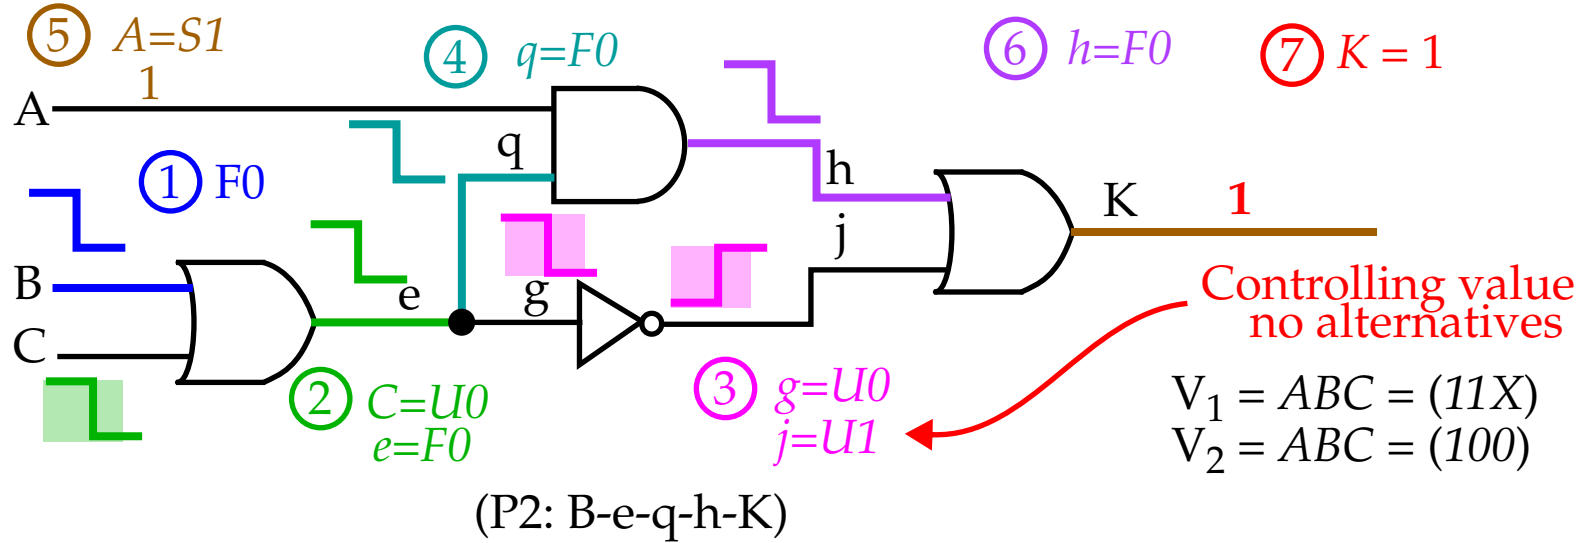 ⑤ A=S1
1
④ q=F0
⑥ h=F0
⑦ K = 1
A
q
① F0
h
K 1
j
B
e
g
C
② C=U0
e=F0
③ g=U0
j=U1
Controlling value
no alternatives
V₁ = ABC = (11X)
V₂ = ABC = (100)
(P2: B-e-q-h-K)